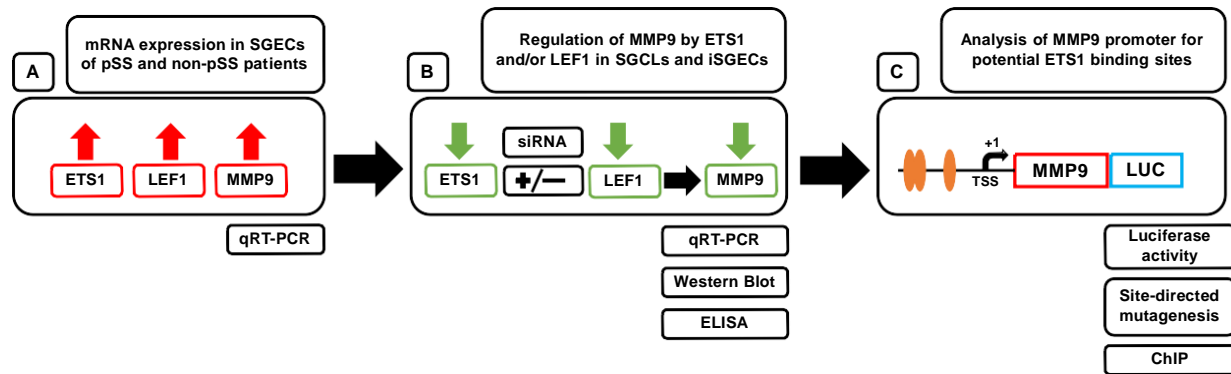 A
mRNA expression in SGECs
of pSS and non-pSS patients
ETS1
LEF1
MMP9
qRT-PCR
B
Regulation of MMP9 by ETS1
and/or LEF1 in SGCLs and iSGECs
siRNA
ETS1
+/−
LEF1
MMP9
qRT-PCR
Western Blot
ELISA
C
Analysis of MMP9 promoter for
potential ETS1 binding sites
+1
TSS
MMP9
LUC
Luciferase
activity
Site-directed
mutagenesis
ChIP